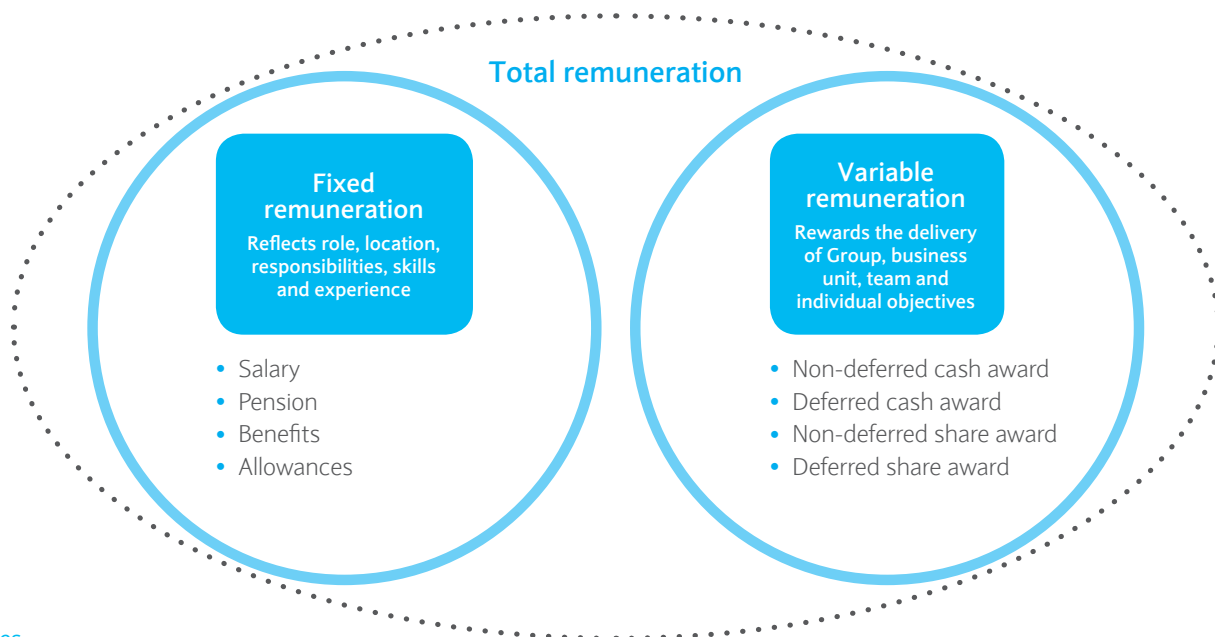 Total remuneration
Fixed
remuneration
Reflects role, location,
responsibilities, skills
and experience
• Salary
• Pension
• Benefits
• Allowances
Variable
remuneration
Rewards the delivery
of Group, business
unit, team and
individual objectives
• Non-deferred cash award
• Deferred cash award
• Non-deferred share award
• Deferred share award